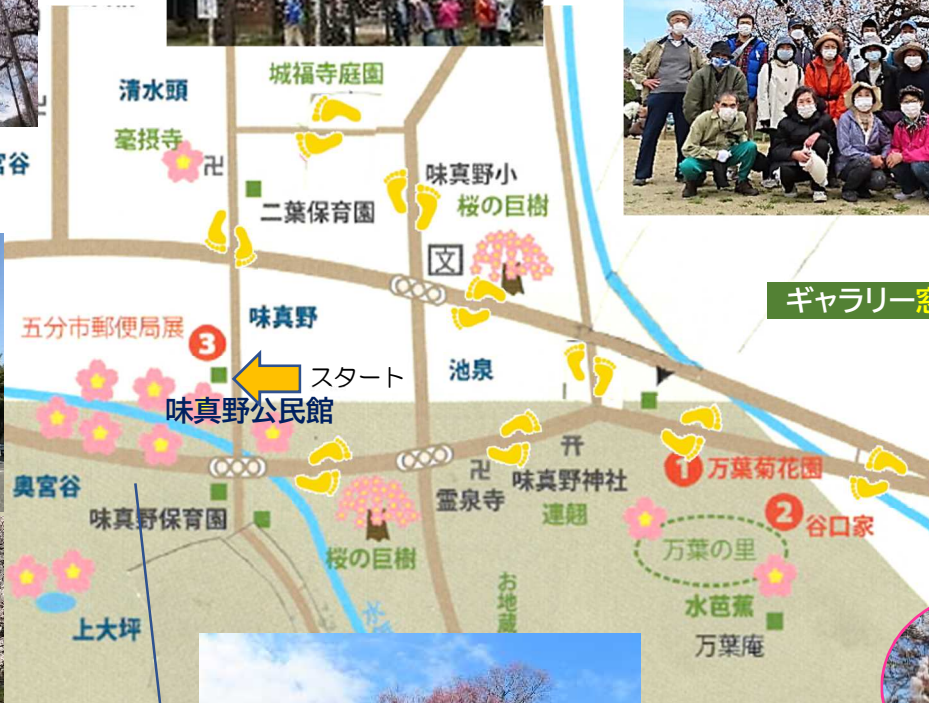 城福寺庭園
清水頭
毫摂寺
卍
宮谷
味真野小
桜の巨樹
二葉保育園
文
ギャラリー窓
五分市郵便局展
3
味真野
スタート
池泉
味真野公民館
奥宮谷
味真野保育園
卍
霊泉寺
味真野神社
連翹
1 万葉菊花園
2 谷口家
万葉の里
桜の巨樹
お地蔵
水芭蕉
万葉庵
上大坪